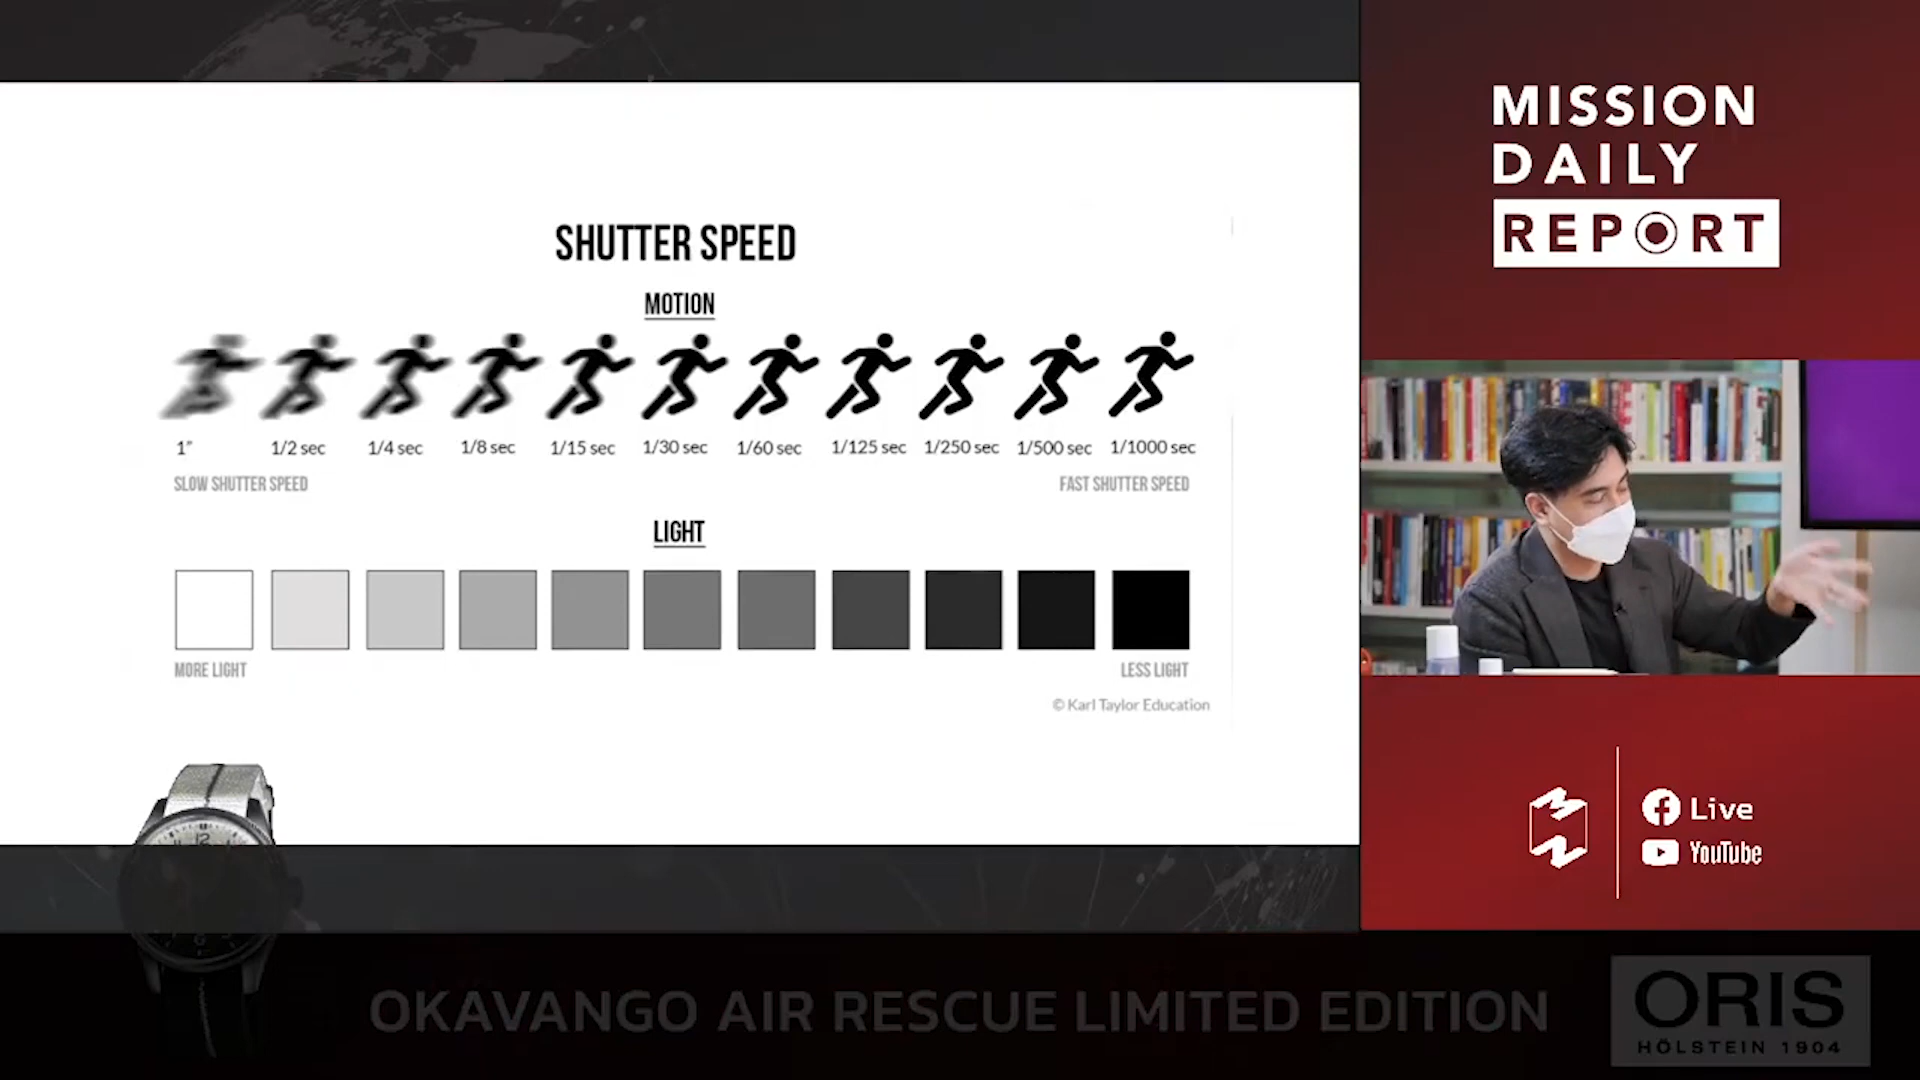 SHUTTER SPEED
MOTION
1" 1/2 sec 1/4 sec 1/8 sec 1/15 sec 1/30 sec 1/60 sec 1/125 sec 1/250 sec 1/500 sec 1/1000 sec
SLOW SHUTTER SPEED FAST SHUTTER SPEED
LIGHT
MORE LIGHT LESS LIGHT
© Karl Taylor Education
MISSION
DAILY
REPORT
Live
YouTube
12
OKAVANGO AIR RESCUE LIMITED EDITION
ORIS
HÖLSTEIN 1904